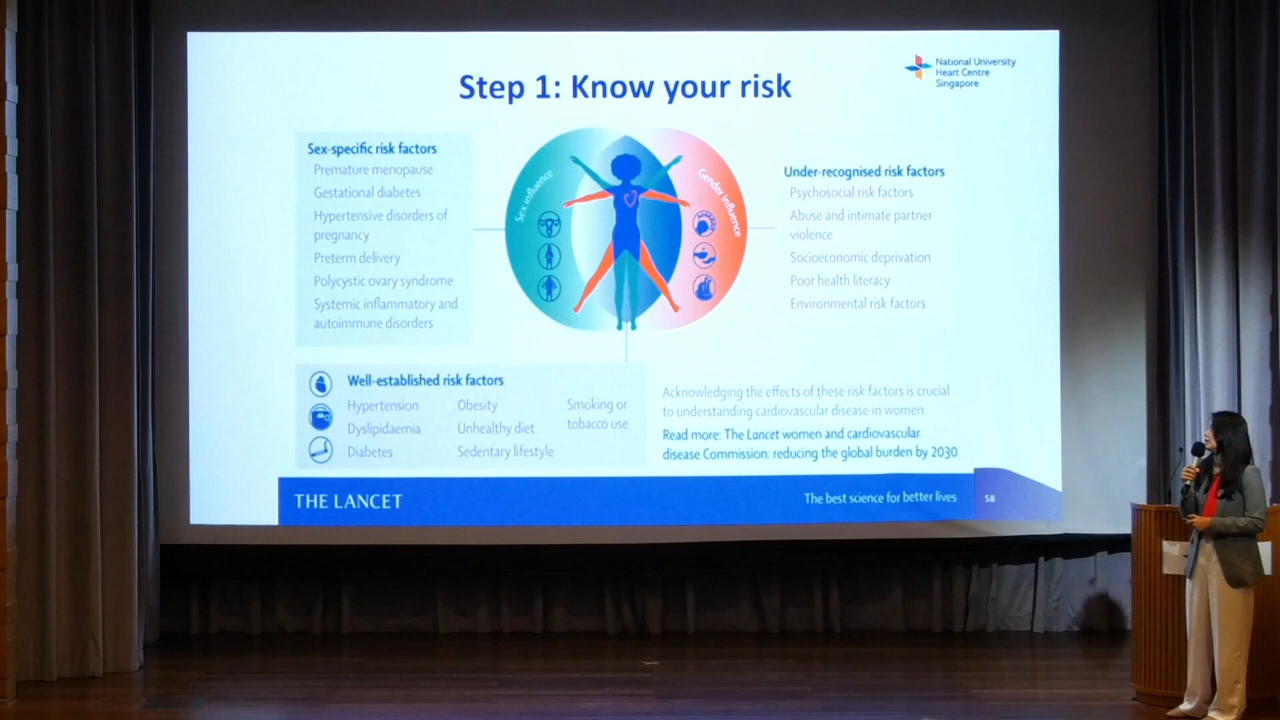 Step 1: Know your risk
National University
Heart Centre
Singapore
Sex-specific risk factors
Premature menopause
Gestational diabetes
Hypertensive disorders of
pregnancy
Preterm delivery
Polycystic ovary syndrome
Systemic inflammatory and
autoimmune disorders
Sex influence
Gender influence
Under-recognised risk factors
Psychosocial risk factors
Abuse and intimate partner
violence
Socioeconomic deprivation
Poor health literacy
Environmental risk factors
Well-established risk factors
Hypertension
Dyslipidaemia
Diabetes
Obesity
Unhealthy diet
Sedentary lifestyle
Smoking or
tobacco use
Acknowledging the effects of these risk factors is crucial
to understanding cardiovascular disease in women.
Read more: The Lancet women and cardiovascular
disease Commission: reducing the global burden by 2030
THE LANCET
The best science for better lives
58